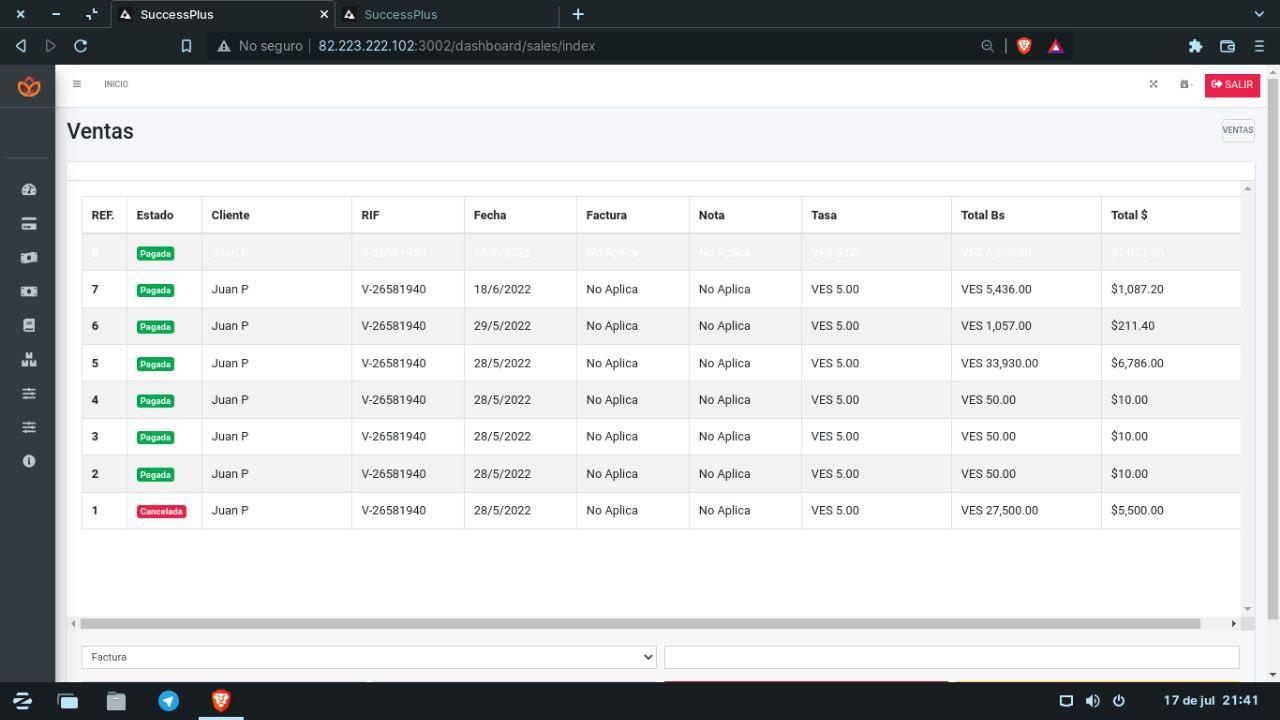 SuccessPlus
SuccessPlus
No seguro
82.223.222.102:3002/dashboard/sales/index
INICIO
SALIR
Ventas
VENTAS
REF. Estado Cliente RIF Fecha Factura Nota Tasa Total Bs Total $
8 Pagada Juan P V-26581940 18/6/2022 No Aplica No Aplica VES 5.00 VES 5,360.50 $1,072.10
7 Pagada Juan P V-26581940 18/6/2022 No Aplica No Aplica VES 5.00 VES 5,436.00 $1,087.20
6 Pagada Juan P V-26581940 29/5/2022 No Aplica No Aplica VES 5.00 VES 1,057.00 $211.40
5 Pagada Juan P V-26581940 28/5/2022 No Aplica No Aplica VES 5.00 VES 33,930.00 $6,786.00
4 Pagada Juan P V-26581940 28/5/2022 No Aplica No Aplica VES 5.00 VES 50.00 $10.00
3 Pagada Juan P V-26581940 28/5/2022 No Aplica No Aplica VES 5.00 VES 50.00 $10.00
2 Pagada Juan P V-26581940 28/5/2022 No Aplica No Aplica VES 5.00 VES 50.00 $10.00
1 Cancelada Juan P V-26581940 28/5/2022 No Aplica No Aplica VES 5.00 VES 27,500.00 $5,500.00
Factura
17 de jul 21:41